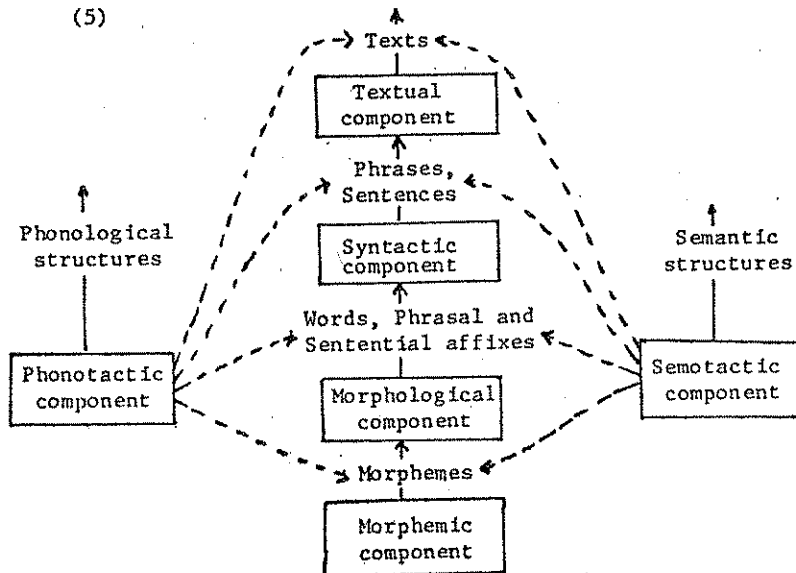 (5)
Texts
Textual
component
Phrases,
Sentences
Phonological
structures
Syntactic
component
Semantic
structures
Words, Phrasal and
Sentential affixes
Phonotactic
component
Morphological
component
Semotactic
component
Morphemes
Morphemic
component